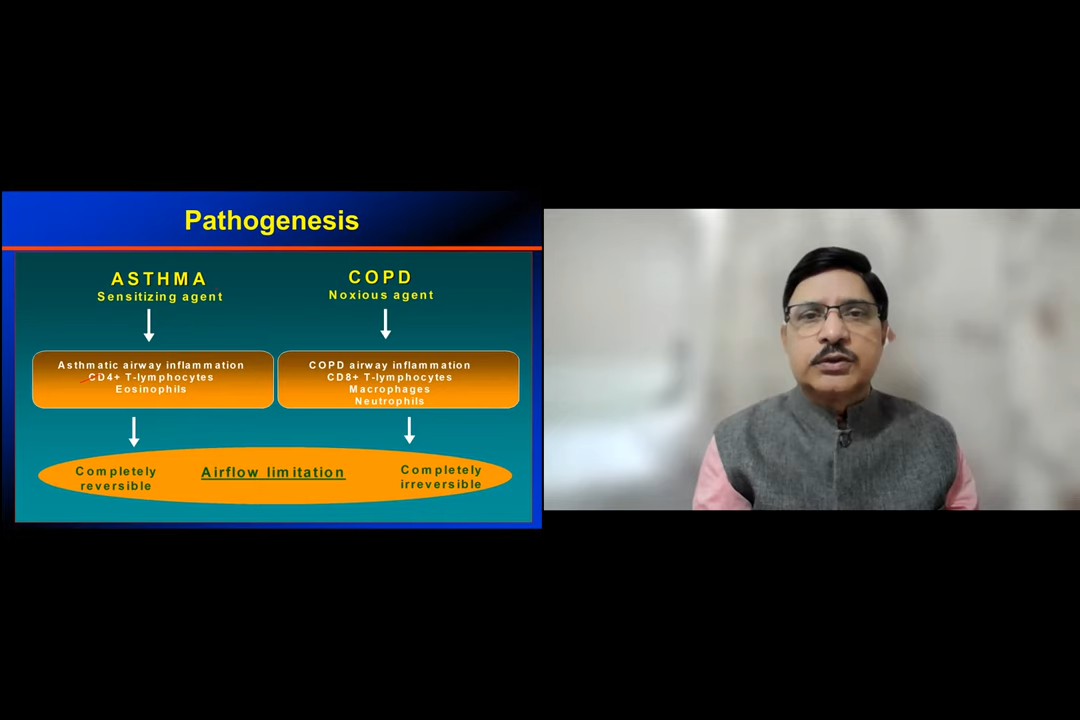 Pathogenesis
ASTHMA
Sensitizing agent
COPD
Noxious agent
Asthmatic airway inflammation
CD4+ T-lymphocytes
Eosinophils
COPD airway inflammation
CD8+ T-lymphocytes
Macrophages
Neutrophils
Completely
reversible
Airflow limitation
Completely
irreversible